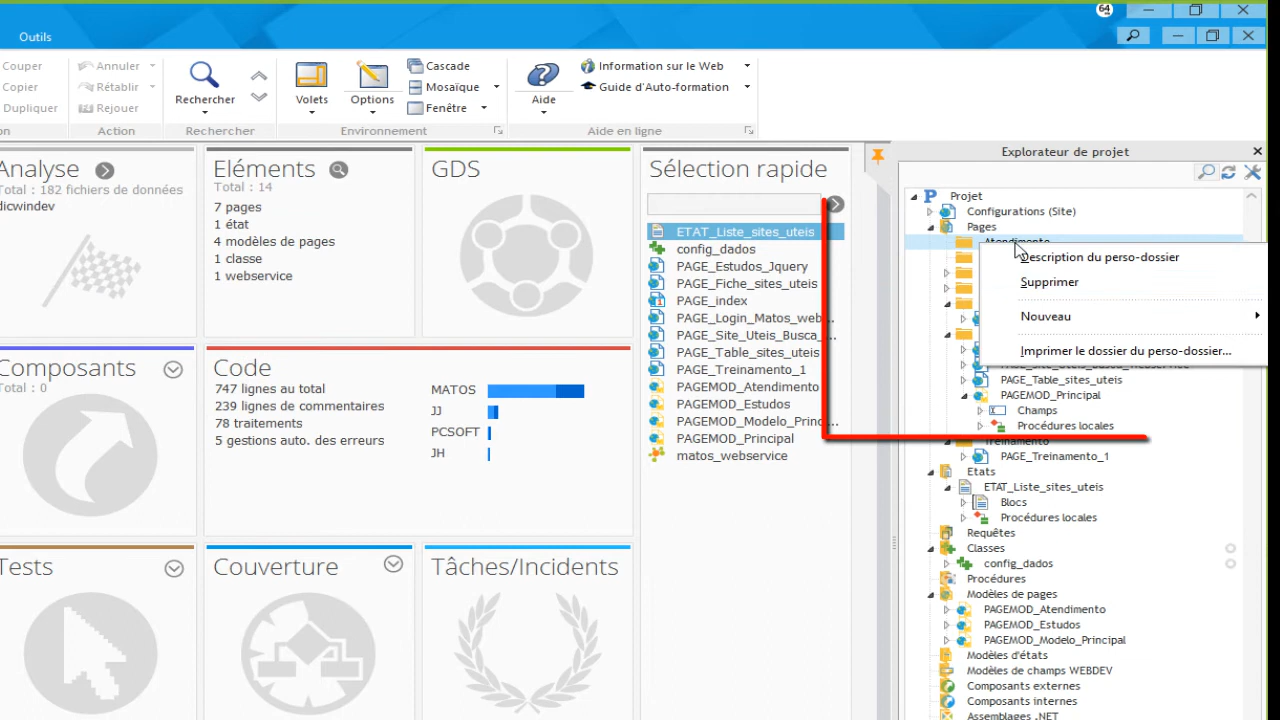 64
Outils
Couper
Copier
Dupliquer
on
Annuler
Rétablir
Rejouer
Action
Rechercher
Rechercher
Volets
Options
Cascade
Mosaïque
Fenêtre
Environnement
Aide
Information sur le Web
Guide d'Auto-formation
Aide en ligne
Analyse
Total : 182 fichiers de données
dicwindev
Eléments
Total : 14
7 pages
1 état
4 modèles de pages
1 classe
1 webservice
GDS
Composants
Total : 0
Code
747 lignes au total
239 lignes de commentaires
78 traitements
5 gestions auto. des erreurs
MATOS
JJ
PCSOFT
JH
Tests
Couverture
Tâches/Incidents
Sélection rapide
ETAT_Liste_sites_uteis
config_dados
PAGE_Estudos_Jquery
PAGE_Fiche_sites_uteis
PAGE_index
PAGE_Login_Matos_web...
PAGE_Site_Uteis_Busca_...
PAGE_Table_sites_uteis
PAGE_Treinamento_1
PAGEMOD_Atendimento
PAGEMOD_Estudos
PAGEMOD_Modelo_Princ...
PAGEMOD_Principal
matos_webservice
Explorateur de projet
Projet
Configurations (Site)
Pages
Atendimento
Description du perso-dossier
Supprimer
Nouveau
Imprimer le dossier du perso-dossier...
PAGE_Table_sites_uteis
PAGEMOD_Principal
Champs
Procédures locales
Treinamento
PAGE_Treinamento_1
Etats
ETAT_Liste_sites_uteis
Blocs
Procédures locales
Requêtes
Classes
config_dados
Procédures
Modèles de pages
PAGEMOD_Atendimento
PAGEMOD_Estudos
PAGEMOD_Modelo_Principal
Modèles d'états
Modèles de champs WEBDEV
Composants externes
Composants internes
Assemblages .NET